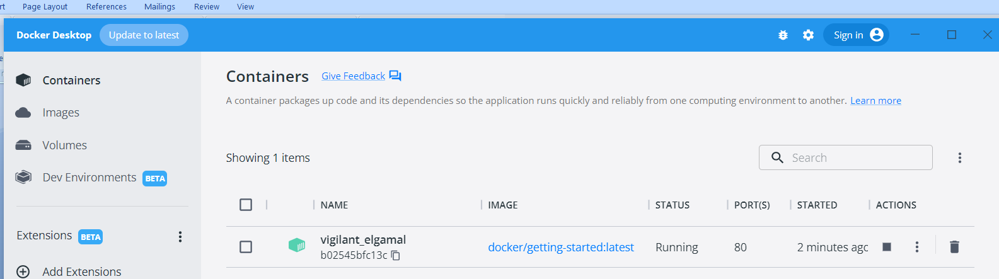 rt Page Layout References Mailings Review View
Docker Desktop Update to latest Sign in
Containers
Images
Volumes
Dev Environments BETA
Extensions BETA
Add Extensions
Containers Give Feedback
A container packages up code and its dependencies so the application runs quickly and reliably from one computing environment to another. Learn more
Showing 1 items Search
NAME IMAGE STATUS PORT(S) STARTED ACTIONS
vigilant_elgamal docker/getting-started:latest Running 80 2 minutes agc
b02545bfc13c